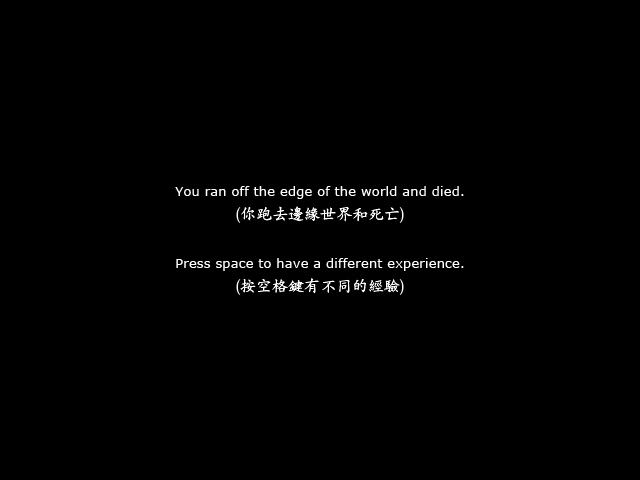 You ran off the edge of the world and died.
(你跑去邊緣世界和死亡)
Press space to have a different experience.
(按空格鍵有不同的經驗)